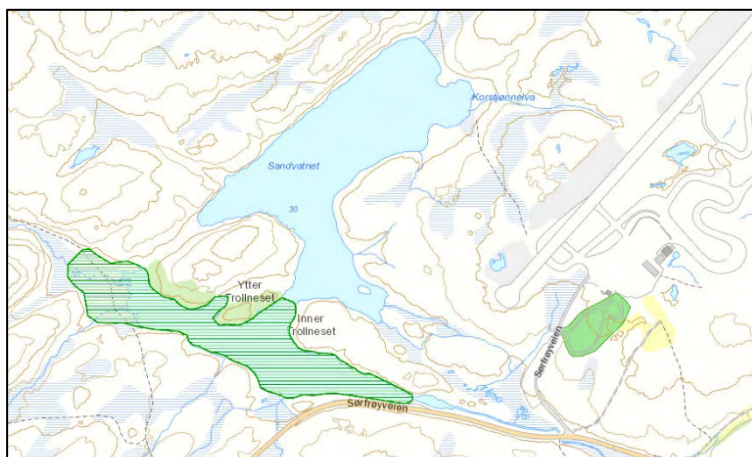 Korstjønnelva
Sandvatnet
30
Ytter
Trollneset
Inner
Trollneset
Sørfrøyveien
Sørfrøyveien